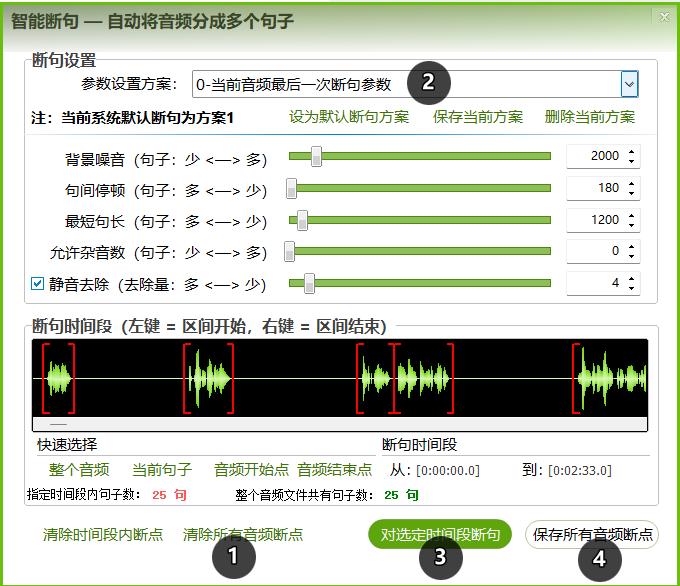 智能断句 — 自动将音频分成多个句子
断句设置
参数设置方案： 0-当前音频最后一次断句参数 2
注：当前系统默认断句为方案1 设为默认断句方案 保存当前方案 删除当前方案
背景噪音（句子：少 <—> 多） 2000
句间停顿（句子：多 <—> 少） 180
最短句长（句子：多 <—> 少） 1200
允许杂音数（句子：少 <—> 多） 0
静音去除（去除量：多 <—> 少） 4
断句时间段（左键 = 区间开始，右键 = 区间结束）
快速选择 断句时间段
整个音频 当前句子 音频开始点 音频结束点 从：[0:00:00.0] 到：[0:02:33.0]
指定时间段内句子数： 25 句 整个音频文件共有句子数： 25 句
清除时间段内断点 清除所有音频断点 对选定时间段断句 保存所有音频断点
1 3 4